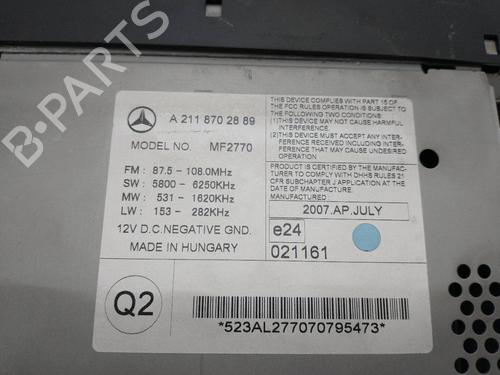 B-PARTS
A 211 870 28 89
MODEL NO. MF2770
FM : 87.5 - 108.0MHz
SW : 5800 - 6250KHz
MW : 531 - 1620KHz
LW : 153 - 282KHz
12V D.C.NEGATIVE GND.
MADE IN HUNGARY
THIS DEVICE COMPLIES WITH PART 15 OF
THE FCC RULES OPERATION IS SUBJECT
TO THE FOLLOWING TWO CONDITIONS:
(1)THIS DEVICE MAY NOT CAUSE HARMFUL
INTERFERENCE.
(2)THIS DEVICE MUST ACCEPT ANY INTER-
FERENCE RECEIVED INCLUDING INTER-
FERENCE THAT MAY CAUSE UNDESIRED
OPERATION
PRODUCT IS CERTIFIED BY THE MANUFAC-
TURER TO COMPLY WITH DHHS RULES 21
CFR SUBCHAPTER J APPLICATION AT THE
DATE OF MANUFACTURE.
MANUFACTURED:
2007.AP.JULY
e24
021161
Q2
*523AL277070795473*